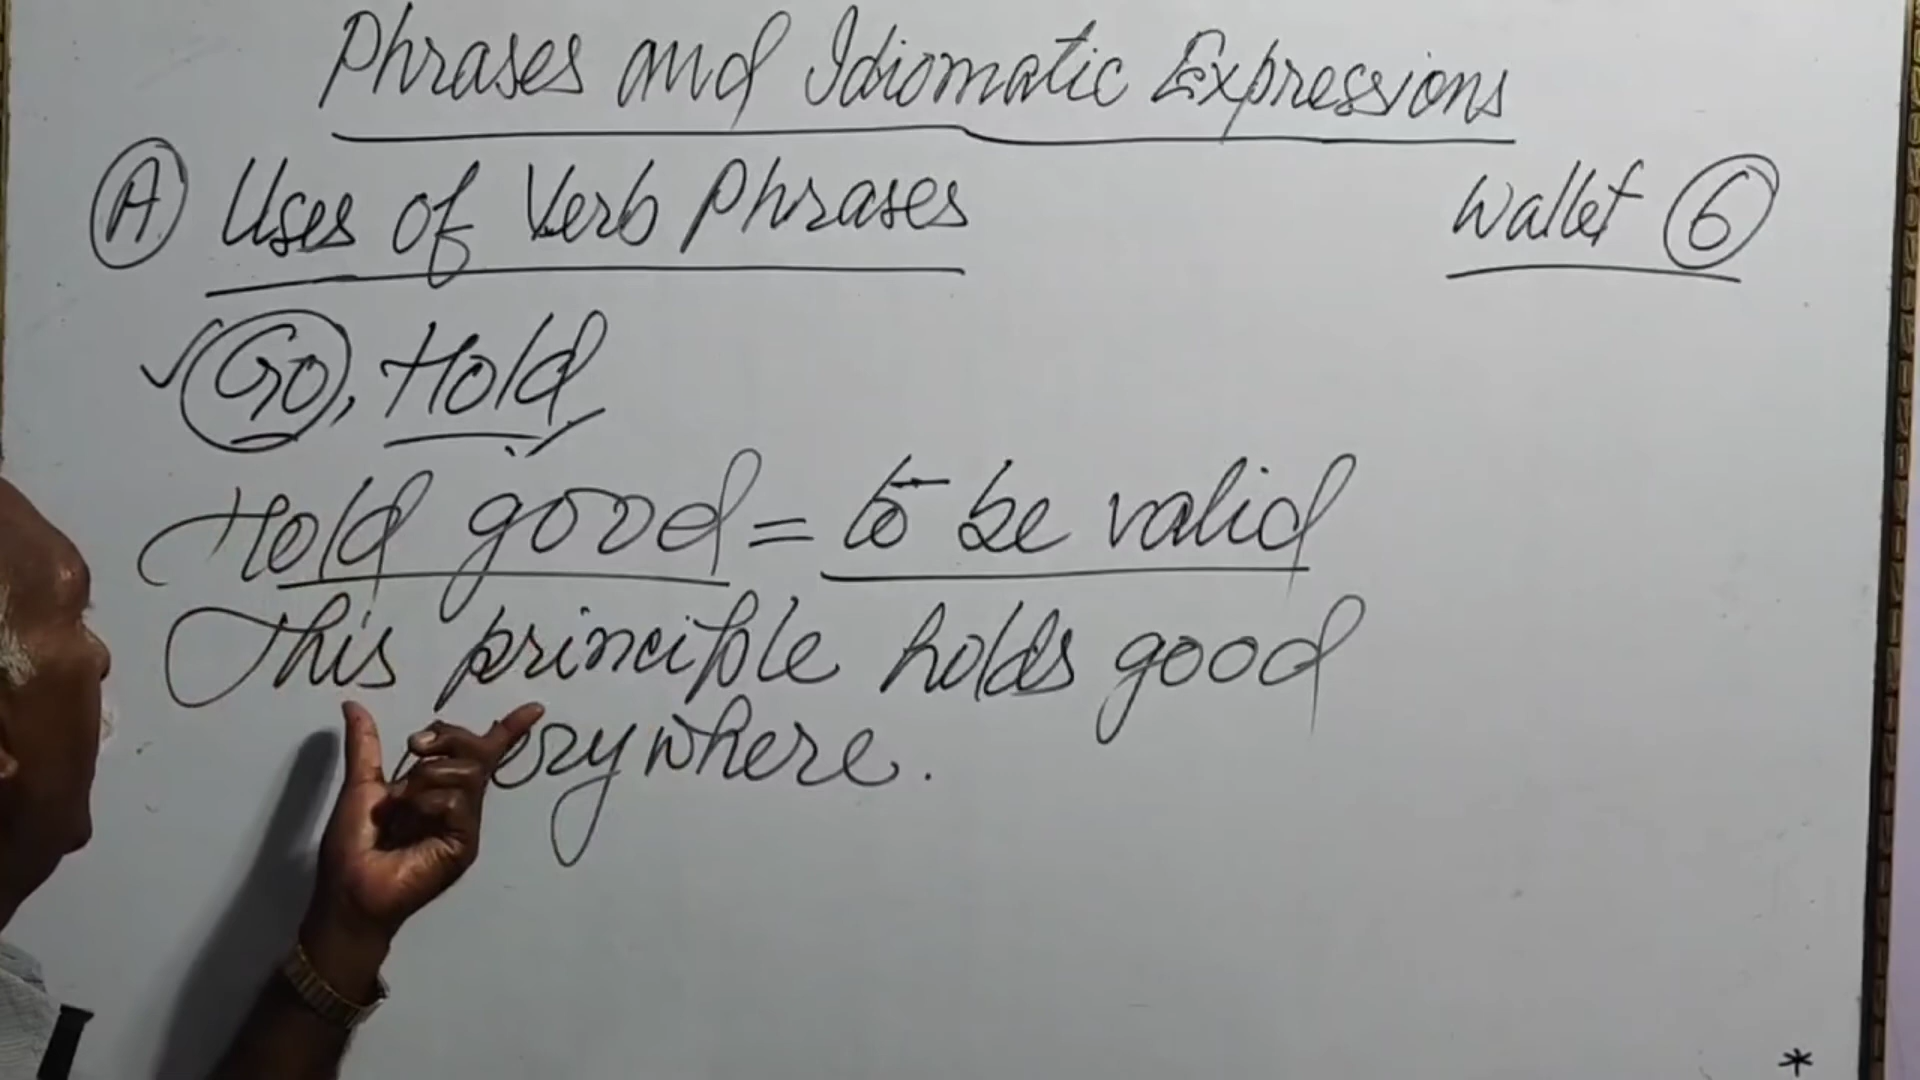 Phrases and Idiomatic Expressions
A Uses of Verb Phrases
Wallet 6
Go, Hold
Hold good = to be valid
This principle holds good
everywhere.
*